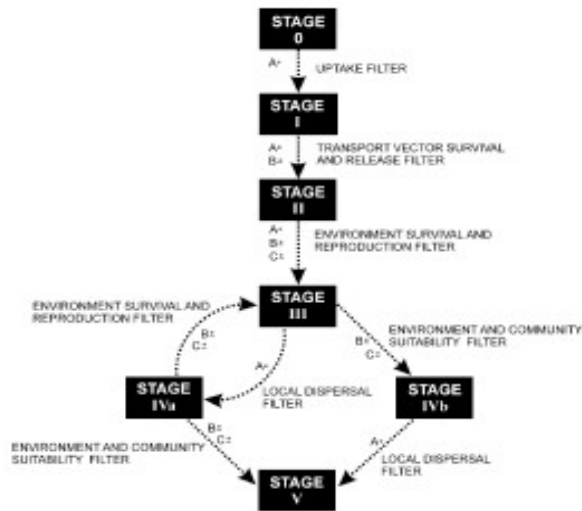 STAGE
0
A+
UPTAKE FILTER
STAGE
I
A+
B±
TRANSPORT VECTOR SURVIVAL
AND RELEASE FILTER
STAGE
II
A+
B±
C±
ENVIRONMENT SURVIVAL AND
REPRODUCTION FILTER
STAGE
III
ENVIRONMENT SURVIVAL AND
REPRODUCTION FILTER
B±
C±
A+
LOCAL DISPERSAL
FILTER
B±
C±
ENVIRONMENT AND COMMUNITY
SUITABILITY FILTER
STAGE
IVa
STAGE
IVb
ENVIRONMENT AND COMMUNITY
SUITABILITY FILTER
B±
C±
A+
LOCAL DISPERSAL
FILTER
STAGE
V